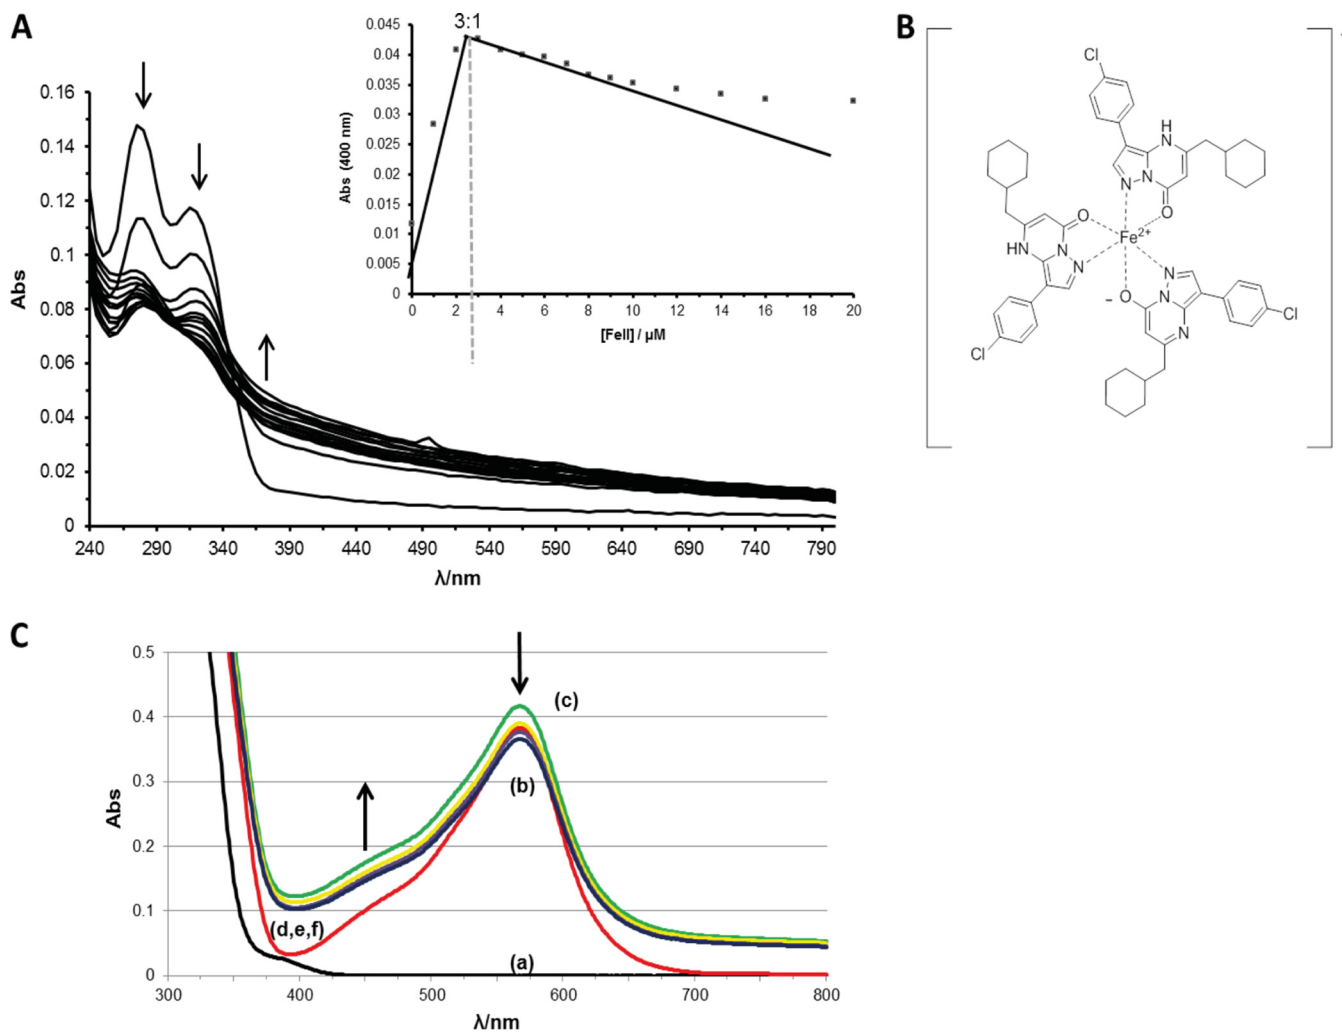 A
Abs
0.16
0.14
0.12
0.1
0.08
0.06
0.04
0.02
0
240 290 340 390 440 490 540 590 640 690 740 790
λ/nm
3:1
Abs (400 nm)
0.045
0.04
0.035
0.03
0.025
0.02
0.015
0.01
0.005
0 2 4 6 8 10 12 14 16 18 20
[FeII] / µM
B
Cl
H
N
N
N
O
O
HN
N
N
Fe2+
N
N
O
–
N
Cl
Cl
C
Abs
0.5
0.4
0.3
0.2
0.1
0
300 400 500 600 700 800
λ/nm
(c)
(b)
(d,e,f)
(a)